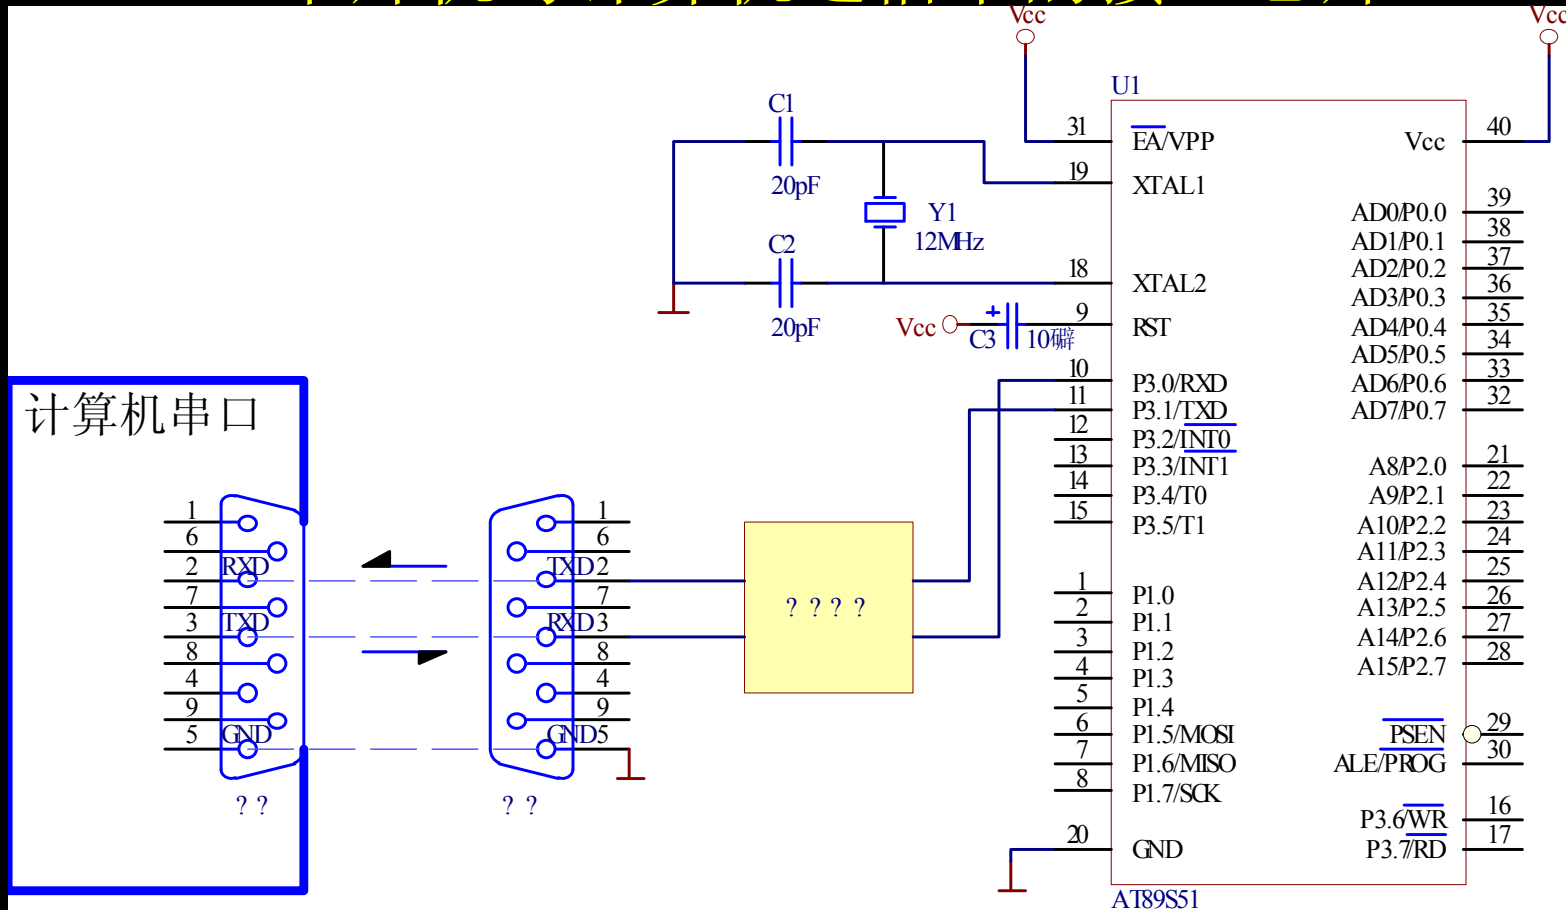 Vcc
Vcc
U1
C1
20pF
Y1
12MHz
C2
20pF
Vcc
+
C3
10礔
31 EA/VPP
19 XTAL1
18 XTAL2
9 RST
10 P3.0/RXD
11 P3.1/TXD
12 P3.2/INT0
13 P3.3/INT1
14 P3.4/T0
15 P3.5/T1
1 P1.0
2 P1.1
3 P1.2
4 P1.3
5 P1.4
6 P1.5/MOSI
7 P1.6/MISO
8 P1.7/SCK
20 GND
Vcc 40
AD0/P0.0 39
AD1/P0.1 38
AD2/P0.2 37
AD3/P0.3 36
AD4/P0.4 35
AD5/P0.5 34
AD6/P0.6 33
AD7/P0.7 32
A8/P2.0 21
A9/P2.1 22
A10/P2.2 23
A11/P2.3 24
A12/P2.4 25
A13/P2.5 26
A14/P2.6 27
A15/P2.7 28
PSEN 29
ALE/PROG 30
P3.6/WR 16
P3.7/RD 17
AT89S51
计算机串口
1
6
2 RXD
7
3 TXD
8
4
9
5 GND
? ?
1
6
TXD 2
7
RXD 3
8
4
9
GND 5
? ?
? ? ? ?